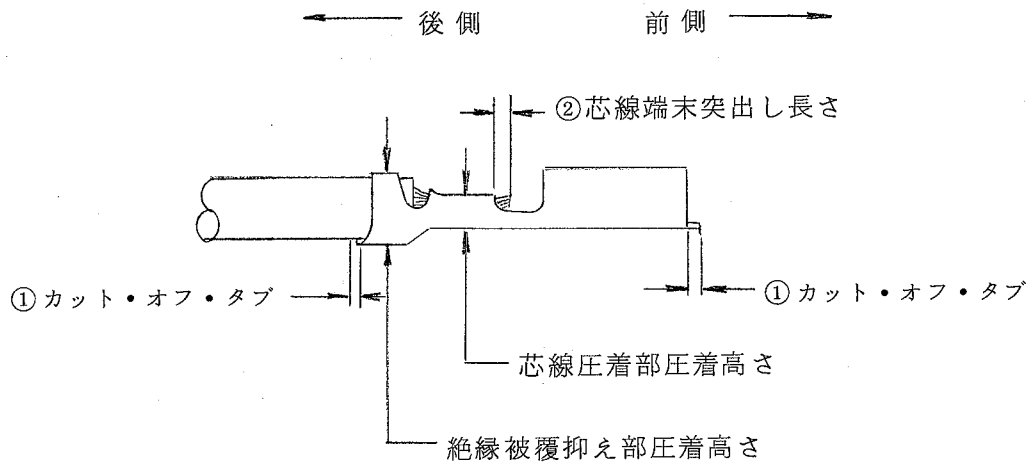 後側 前側
②芯線端末突出し長さ
①カット・オフ・タブ ①カット・オフ・タブ
芯線圧着部圧着高さ
絶縁被覆抑え部圧着高さ